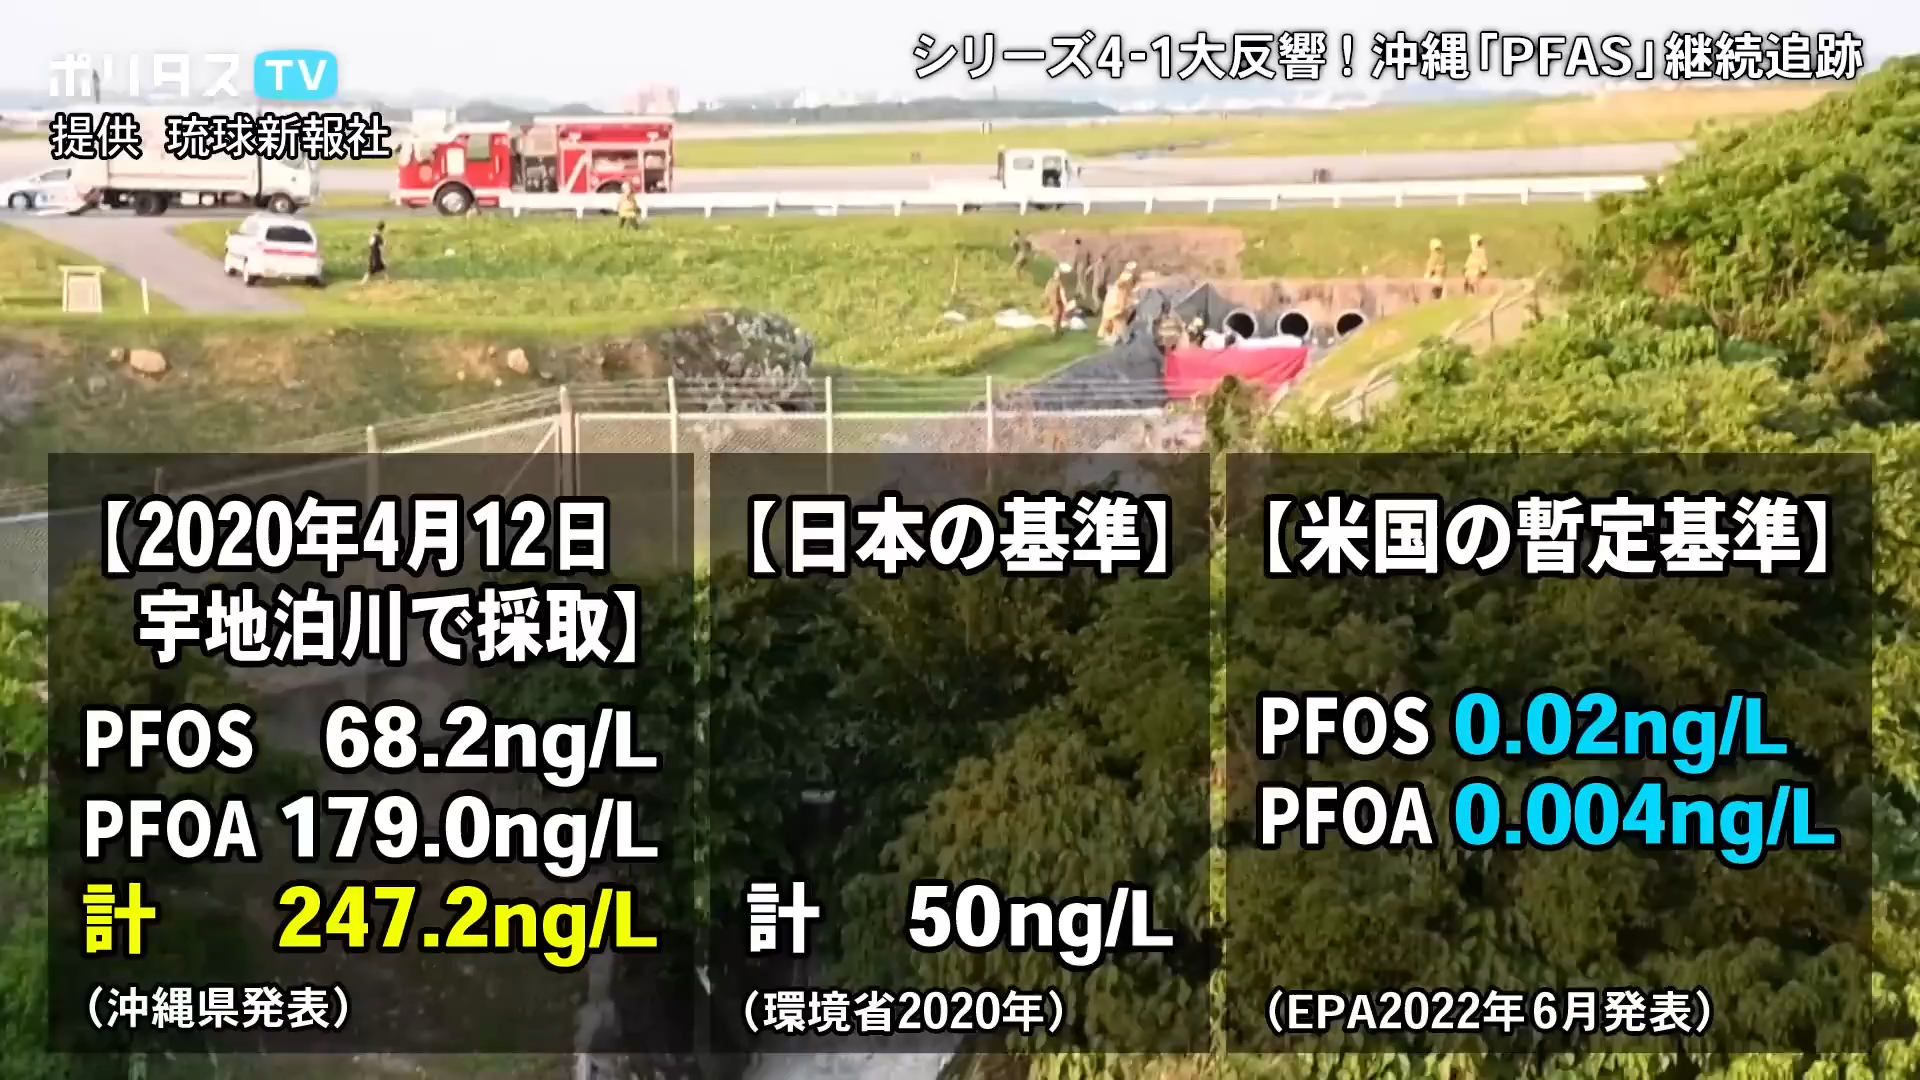 ポリタスTV
シリーズ4-1大反響！沖縄「PFAS」継続追跡
提供 琉球新報社
【2020年4月12日
宇地泊川で採取】
PFOS 68.2ng/L
PFOA 179.0ng/L
計 247.2ng/L
（沖縄県発表）
【日本の基準】
計 50ng/L
（環境省2020年）
【米国の暫定基準】
PFOS 0.02ng/L
PFOA 0.004ng/L
（EPA2022年6月発表）